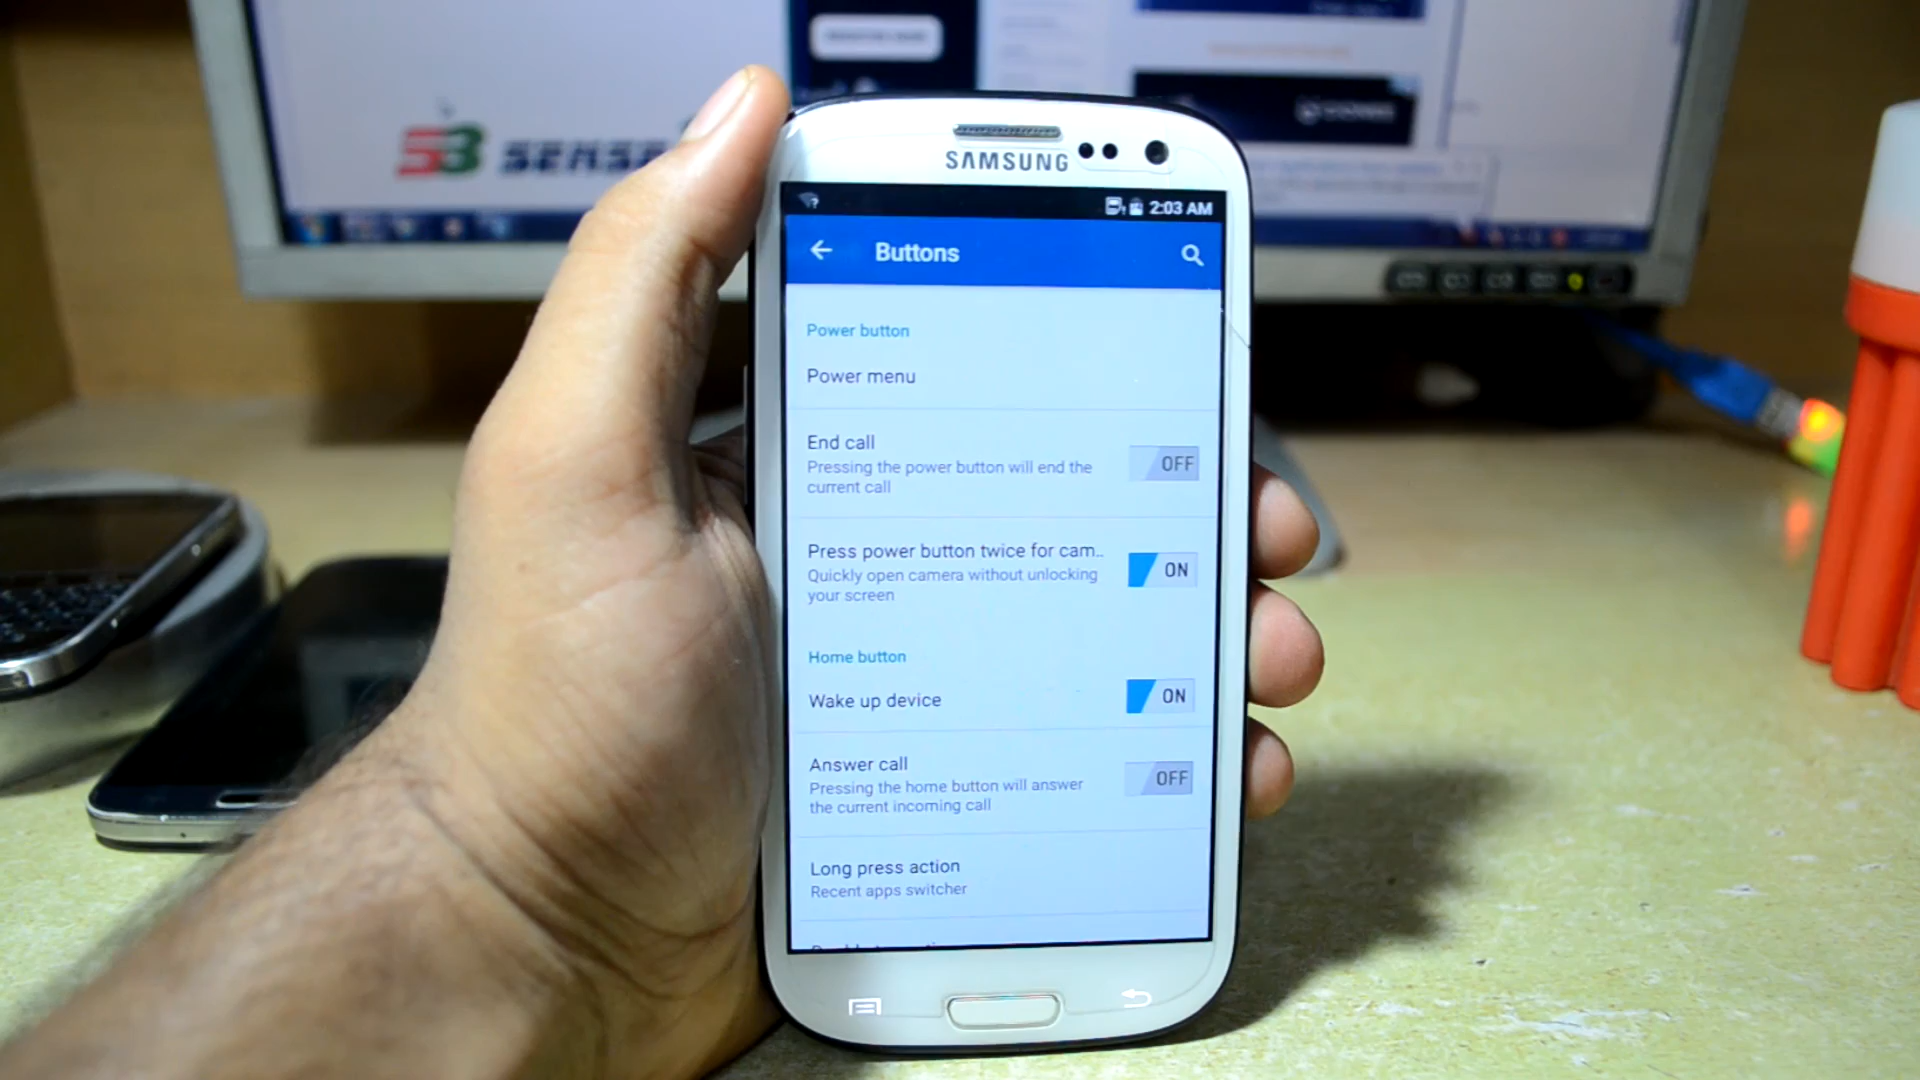 SAMSUNG
2:03 AM
Buttons
Power button
Power menu
End call
Pressing the power button will end the
current call
OFF
Press power button twice for cam..
Quickly open camera without unlocking
your screen
ON
Home button
Wake up device
ON
Answer call
Pressing the home button will answer
the current incoming call
OFF
Long press action
Recent apps switcher